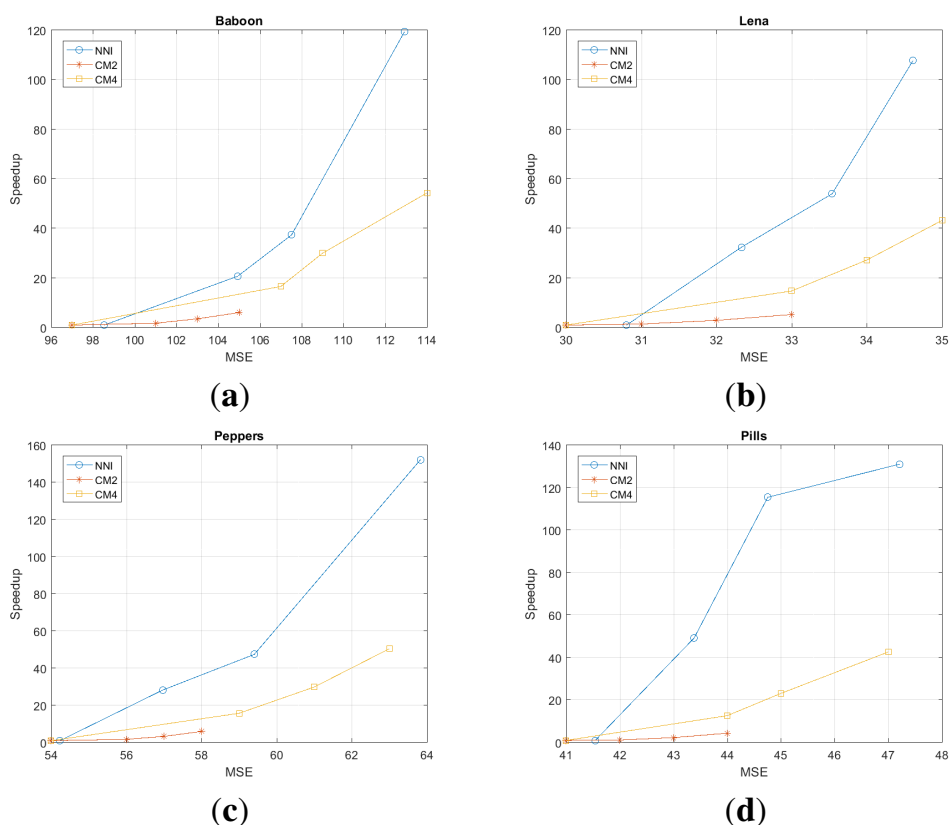 Baboon
120
100
80
60
40
20
0
NNI
CM2
CM4
Speedup
96 98 100 102 104 106 108 110 112 114
MSE
(a)
Lena
120
100
80
60
40
20
0
NNI
CM2
CM4
Speedup
30 31 32 33 34 35
MSE
(b)
Peppers
160
140
120
100
80
60
40
20
0
NNI
CM2
CM4
Speedup
54 56 58 60 62 64
MSE
(c)
Pills
140
120
100
80
60
40
20
0
NNI
CM2
CM4
Speedup
41 42 43 44 45 46 47 48
MSE
(d)